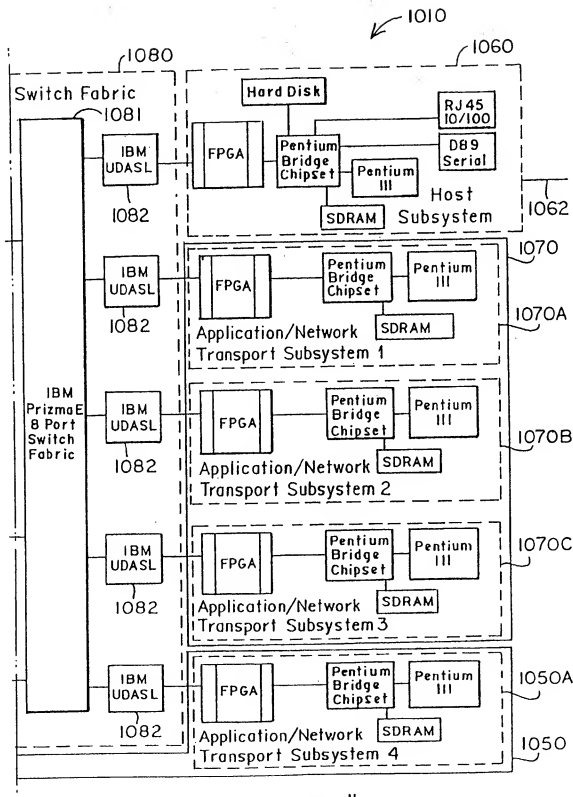 1010
1080
1060
Switch Fabric
1081
Hard Disk
RJ45
10/100
D89
Serial
IBM
UDASL
FPGA
Pentium
Bridge
Chipset
Pentium
III
1082
SDRAM
Host
Subsystem
1062
1070
IBM
UDASL
FPGA
Pentium
Bridge
Chipset
Pentium
III
1082
SDRAM
1070A
Application/Network
Transport Subsystem 1
IBM
PrizmaE
8 Port
Switch
Fabric
IBM
UDASL
FPGA
Pentium
Bridge
Chipset
Pentium
III
1070B
1082
SDRAM
Application/Network
Transport Subsystem 2
IBM
UDASL
FPGA
Pentium
Bridge
Chipset
Pentium
III
1070C
1082
SDRAM
Application/Network
Transport Subsystem 3
IBM
UDASL
FPGA
Pentium
Bridge
Chipset
Pentium
III
1050A
1082
SDRAM
Application/Network
Transport Subsystem 4
1050